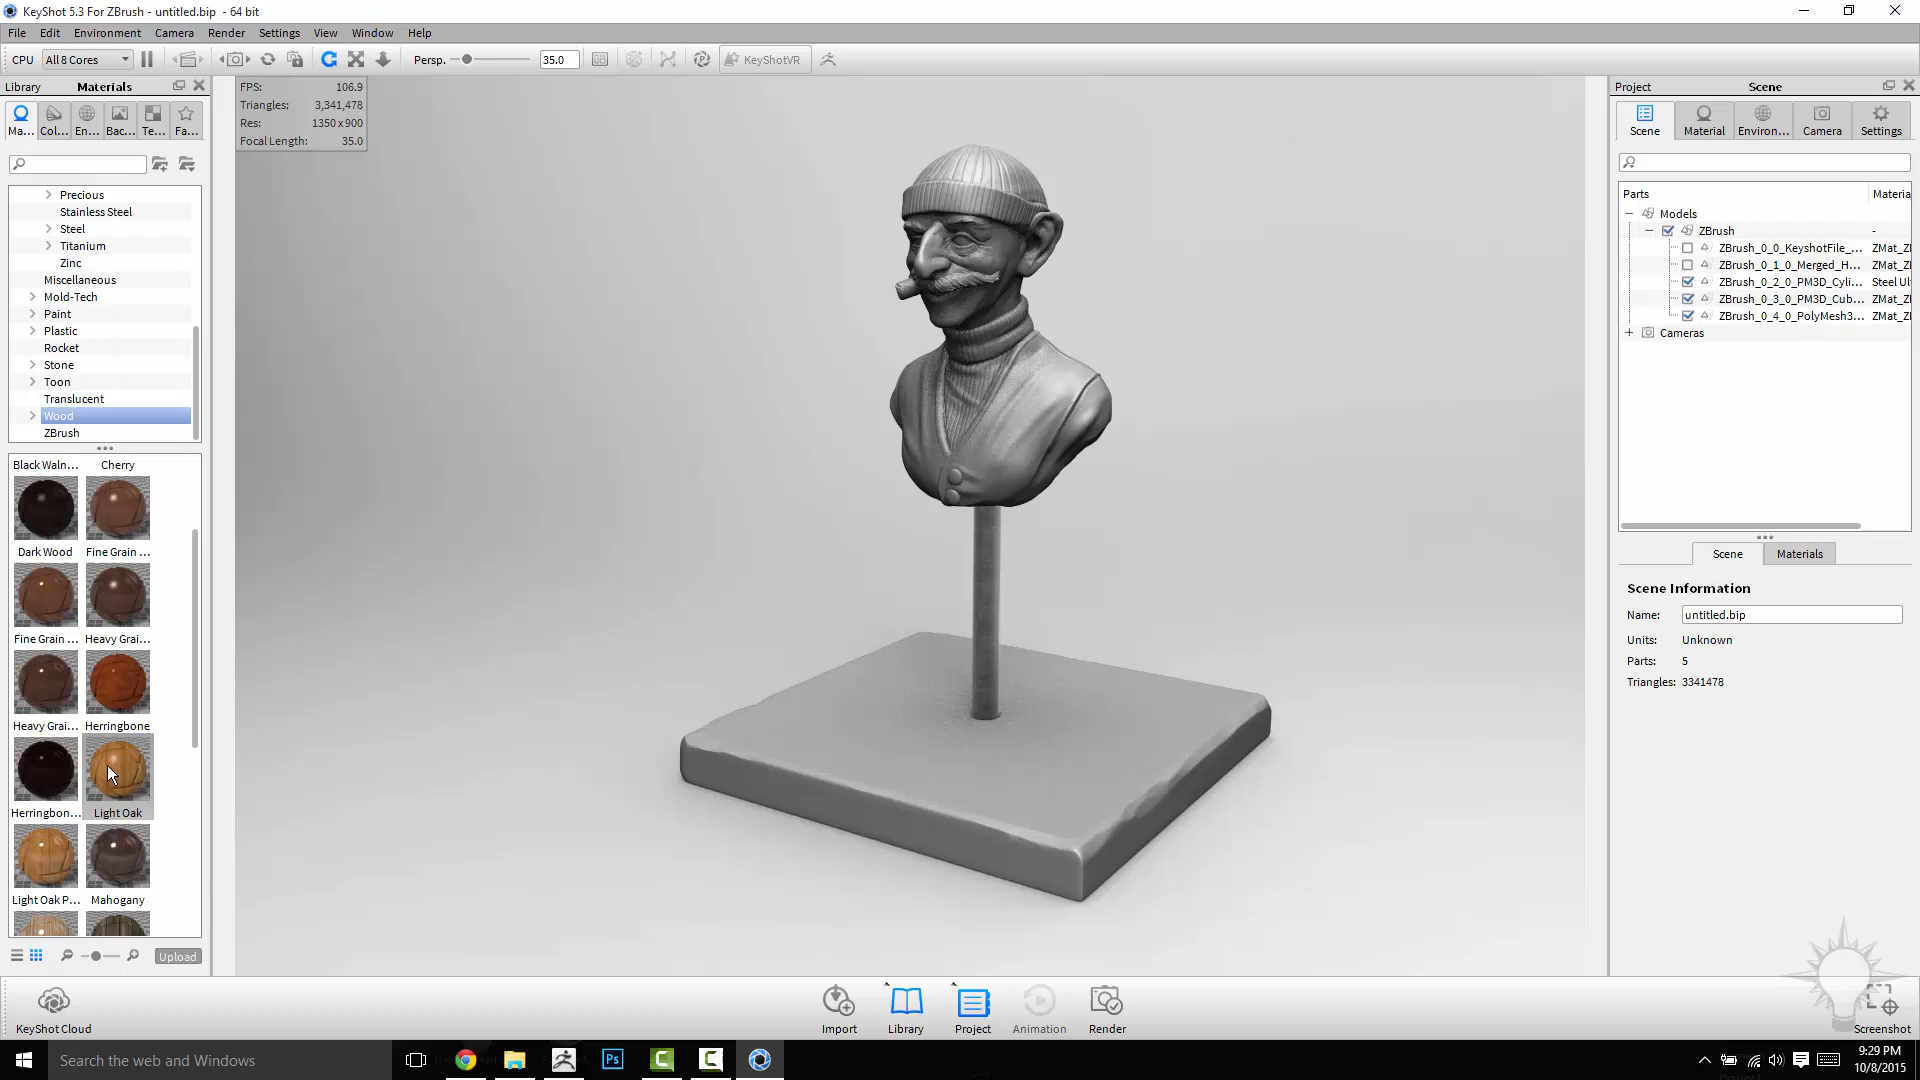 KeyShot 5.3 For ZBrush - untitled.bip - 64 bit
File Edit Environment Camera Render Settings View Window Help
CPU All 8 Cores Persp. 35.0 KeyShotVR
Library Materials
Ma... Col... En... Bac... Te... Fa...
Precious
Stainless Steel
Steel
Titanium
Zinc
Miscellaneous
Mold-Tech
Paint
Plastic
Rocket
Stone
Toon
Translucent
Wood
ZBrush
Black Waln... Cherry
Dark Wood Fine Grain ...
Fine Grain ... Heavy Grai...
Heavy Grai... Herringbone
Herringbon... Light Oak
Light Oak P... Mahogany
Upload
FPS: 106.9
Triangles: 3,341,478
Res: 1350 x 900
Focal Length: 35.0
Project Scene
Scene Material Environ... Camera Settings
Parts Materia
Models
ZBrush -
ZBrush_0_0_KeyshotFile_... ZMat_Z
ZBrush_0_1_0_Merged_H... ZMat_Z
ZBrush_0_2_0_PM3D_Cyli... Steel Ul
ZBrush_0_3_0_PM3D_Cub... ZMat_Z
ZBrush_0_4_0_PolyMesh3... ZMat_Z
Cameras
Scene Materials
Scene Information
Name: untitled.bip
Units: Unknown
Parts: 5
Triangles: 3341478
KeyShot Cloud Import Library Project Animation Render Screenshot
Search the web and Windows
Ps
9:29 PM
10/8/2015